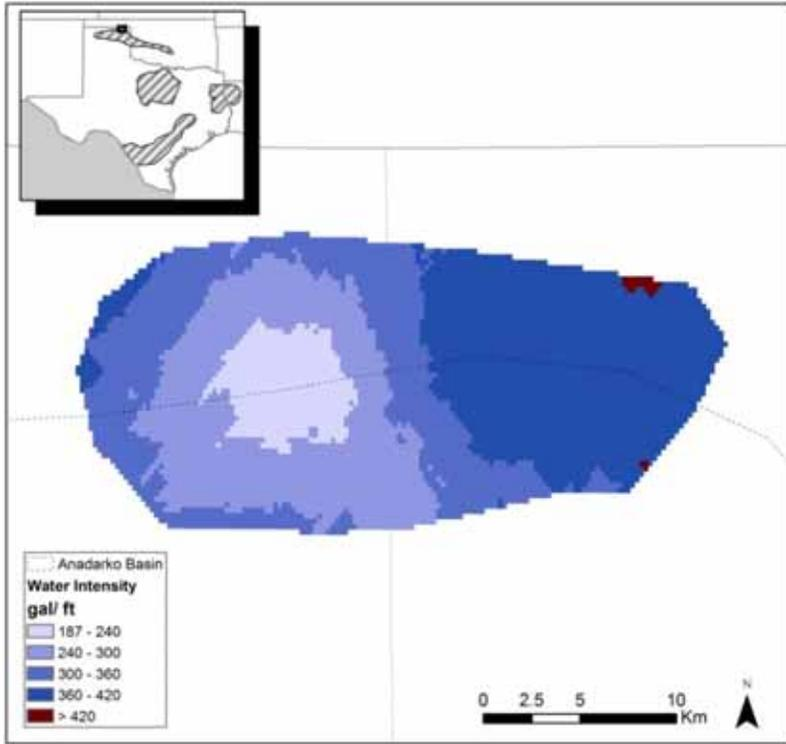 Anadarko Basin
Water Intensity
gal/ ft
187 - 240
240 - 300
300 - 360
360 - 420
> 420
0 2.5 5 10
Km
N